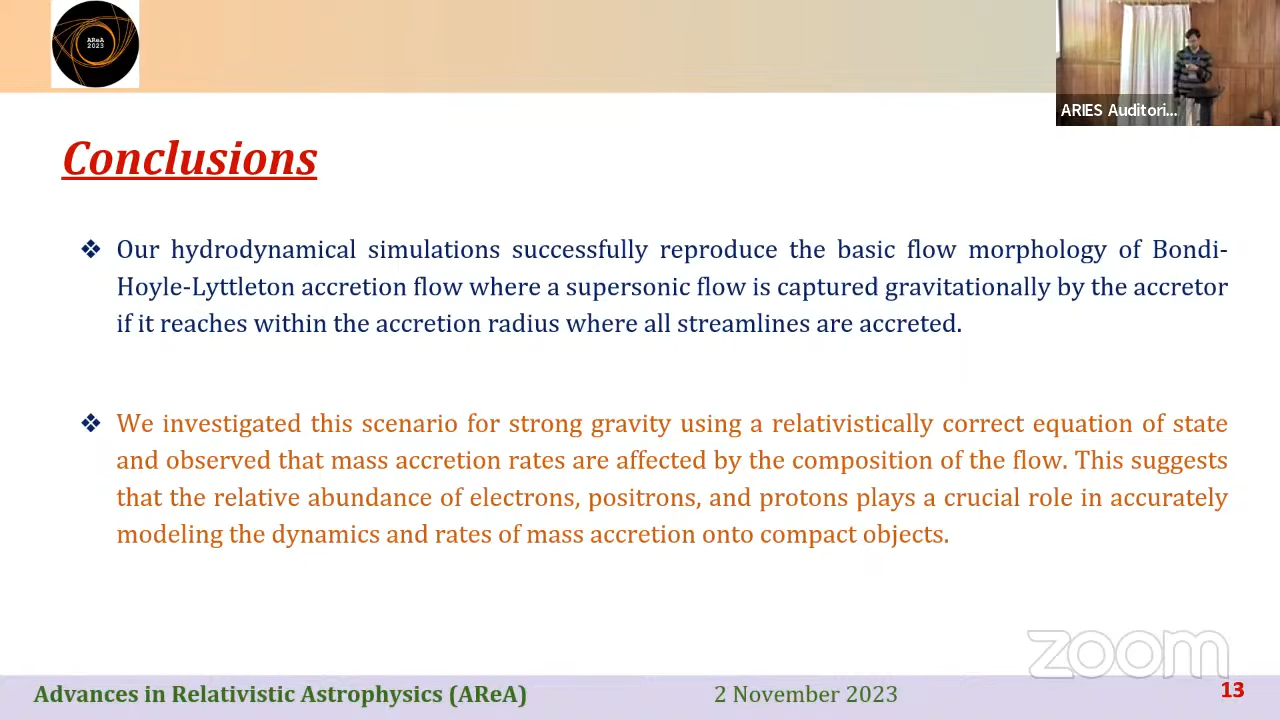 AReA
2023
ARIES Auditori...
Conclusions
❖ Our hydrodynamical simulations successfully reproduce the basic flow morphology of Bondi-
Hoyle-Lyttleton accretion flow where a supersonic flow is captured gravitationally by the accretor
if it reaches within the accretion radius where all streamlines are accreted.
❖ We investigated this scenario for strong gravity using a relativistically correct equation of state
and observed that mass accretion rates are affected by the composition of the flow. This suggests
that the relative abundance of electrons, positrons, and protons plays a crucial role in accurately
modeling the dynamics and rates of mass accretion onto compact objects.
zoom
Advances in Relativistic Astrophysics (AReA) 2 November 2023 13